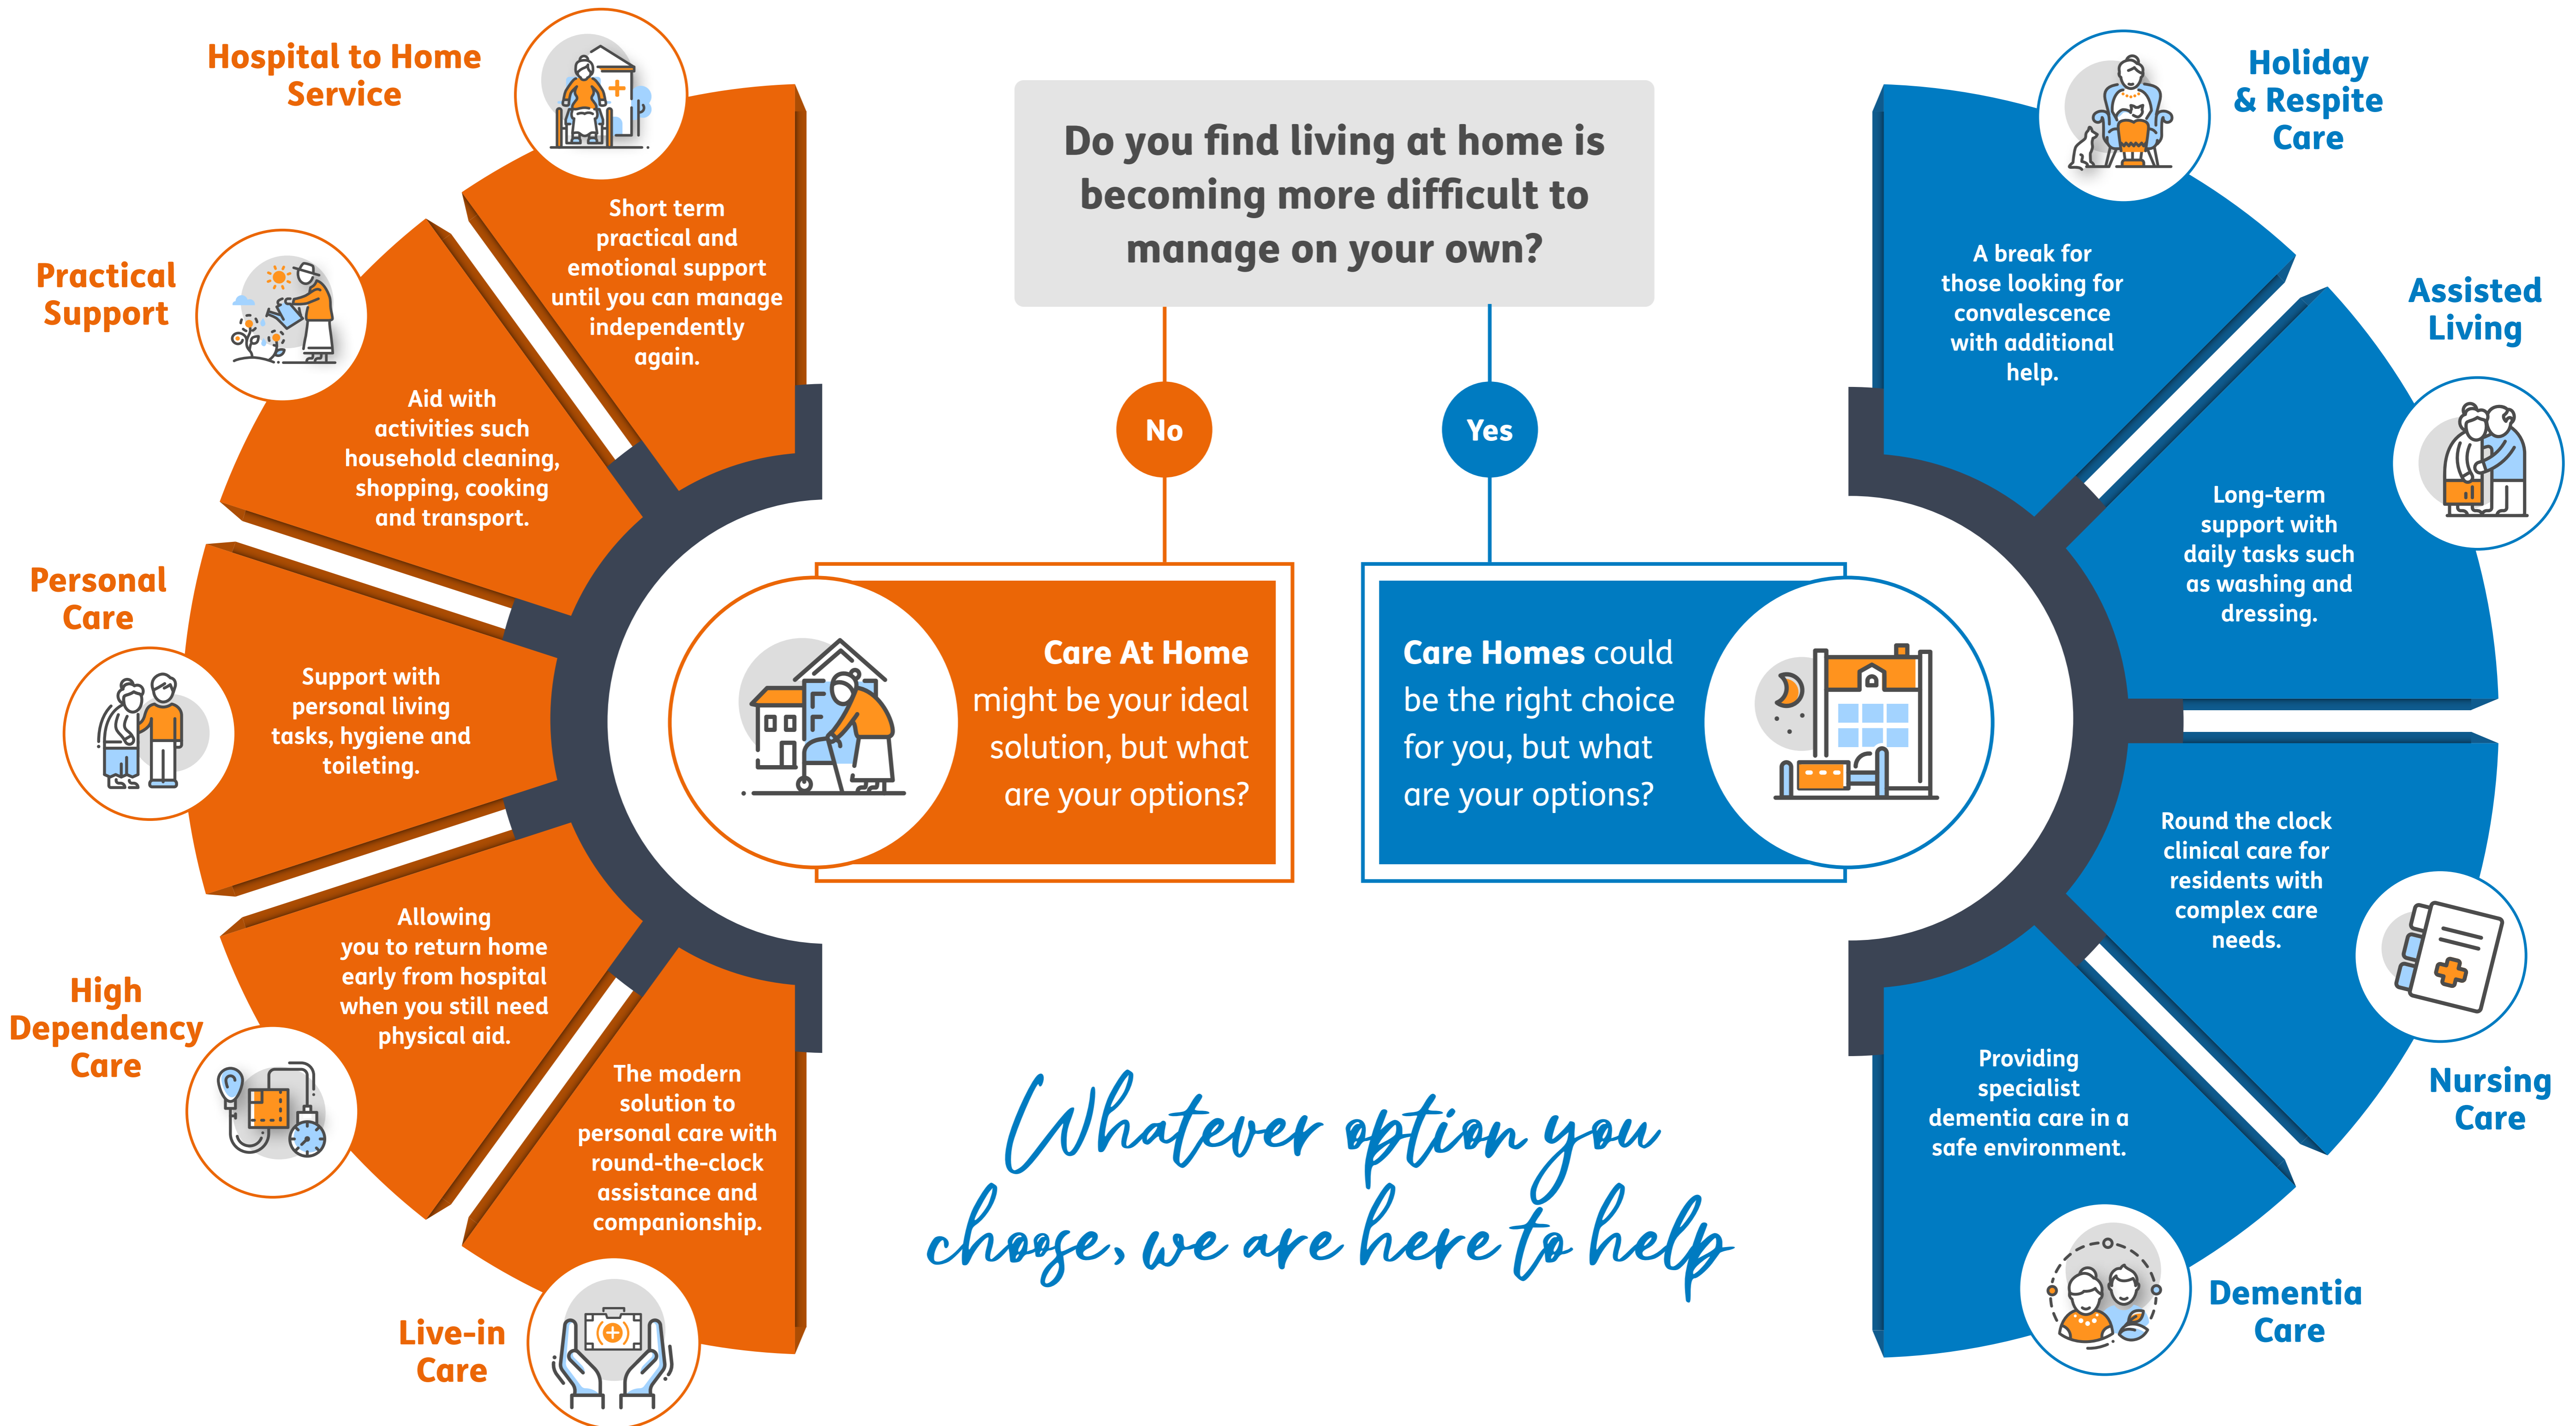 Do you find living at home is
becoming more difficult to
manage on your own?
No
Yes
Care At Home
might be your ideal
solution, but what
are your options?
Care Homes could
be the right choice
for you, but what
are your options?
Hospital to Home
Service
Short term
practical and
emotional support
until you can manage
independently
again.
Practical
Support
Aid with
activities such
household cleaning,
shopping, cooking
and transport.
Personal
Care
Support with
personal living
tasks, hygiene and
toileting.
High
Dependency
Care
Allowing
you to return home
early from hospital
when you still need
physical aid.
Live-in
Care
The modern
solution to
personal care with
round-the-clock
assistance and
companionship.
Holiday
& Respite
Care
A break for
those looking for
convalescence
with additional
help.
Assisted
Living
Long-term
support with
daily tasks such
as washing and
dressing.
Nursing
Care
Round the clock
clinical care for
residents with
complex care
needs.
Dementia
Care
Providing
specialist
dementia care in a
safe environment.
Whatever option you
choose, we are here to help